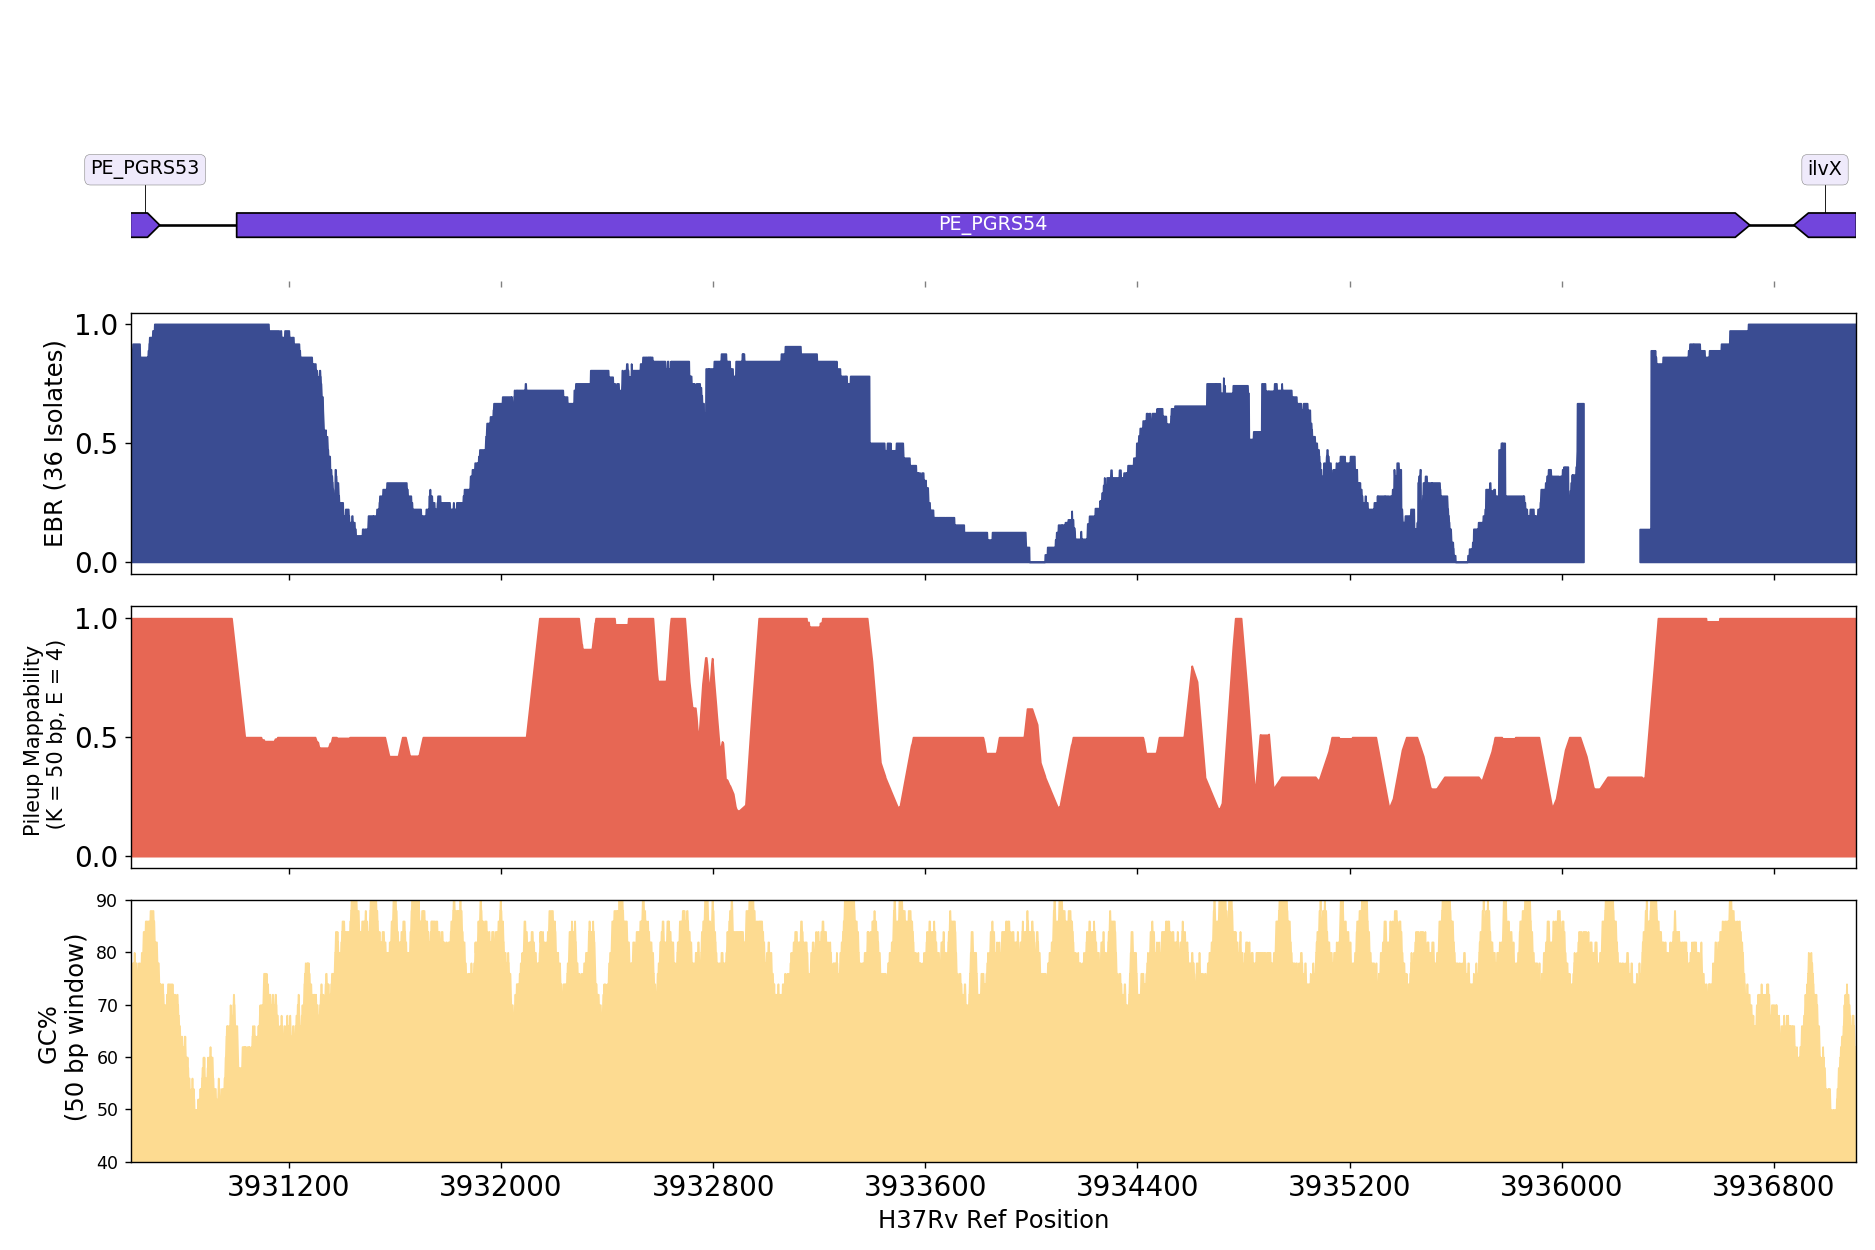 PE_PGRS53
ilvX
PE_PGRS54
EBR (36 Isolates)
1.0
0.5
0.0
Pileup Mappability
(K = 50 bp, E = 4)
1.0
0.5
0.0
GC%
(50 bp window)
90
80
70
60
50
40
3931200 3932000 3932800 3933600 3934400 3935200 3936000 3936800
H37Rv Ref Position